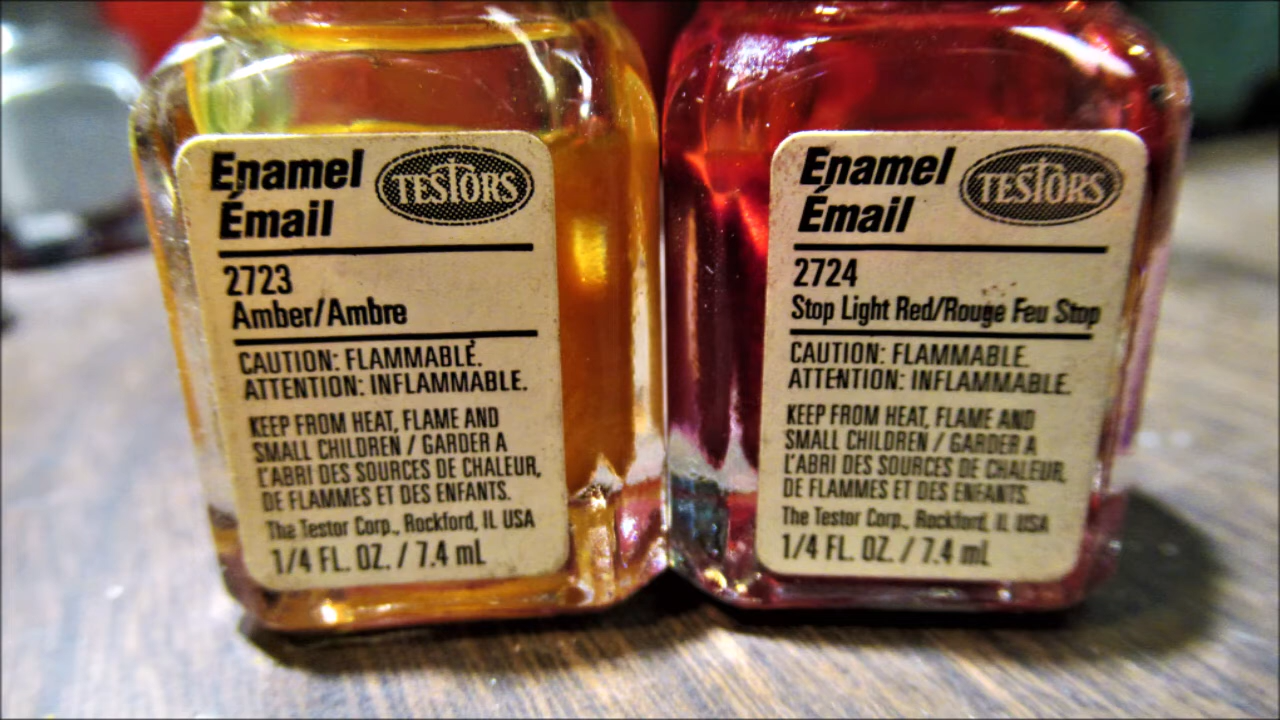 Enamel
Émail
TESTORS
2723
Amber/Ambre
CAUTION: FLAMMABLE.
ATTENTION: INFLAMMABLE.
KEEP FROM HEAT, FLAME AND
SMALL CHILDREN / GARDER A
L'ABRI DES SOURCES DE CHALEUR,
DE FLAMMES ET DES ENFANTS.
The Testor Corp., Rockford, IL USA
1/4 FL. OZ. / 7.4 mL
Enamel
Émail
TESTORS
2724
Stop Light Red/Rouge Feu Stop
CAUTION: FLAMMABLE.
ATTENTION: INFLAMMABLE.
KEEP FROM HEAT, FLAME AND
SMALL CHILDREN / GARDER A
L'ABRI DES SOURCES DE CHALEUR,
DE FLAMMES ET DES ENFANTS.
The Testor Corp., Rockford, IL USA
1/4 FL. OZ. / 7.4 mL